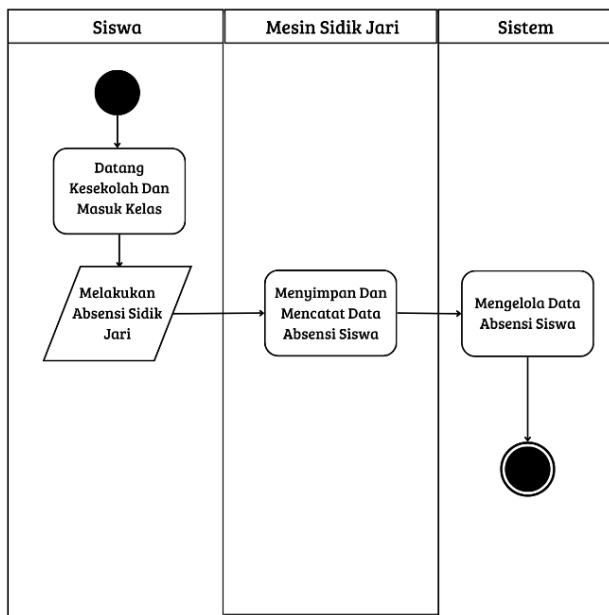 Siswa
Mesin Sidik Jari
Sistem
Datang
Kesekolah Dan
Masuk Kelas
Melakukan
Absensi Sidik
Jari
Menyimpan Dan
Mencatat Data
Absensi Siswa
Mengelola Data
Absensi Siswa